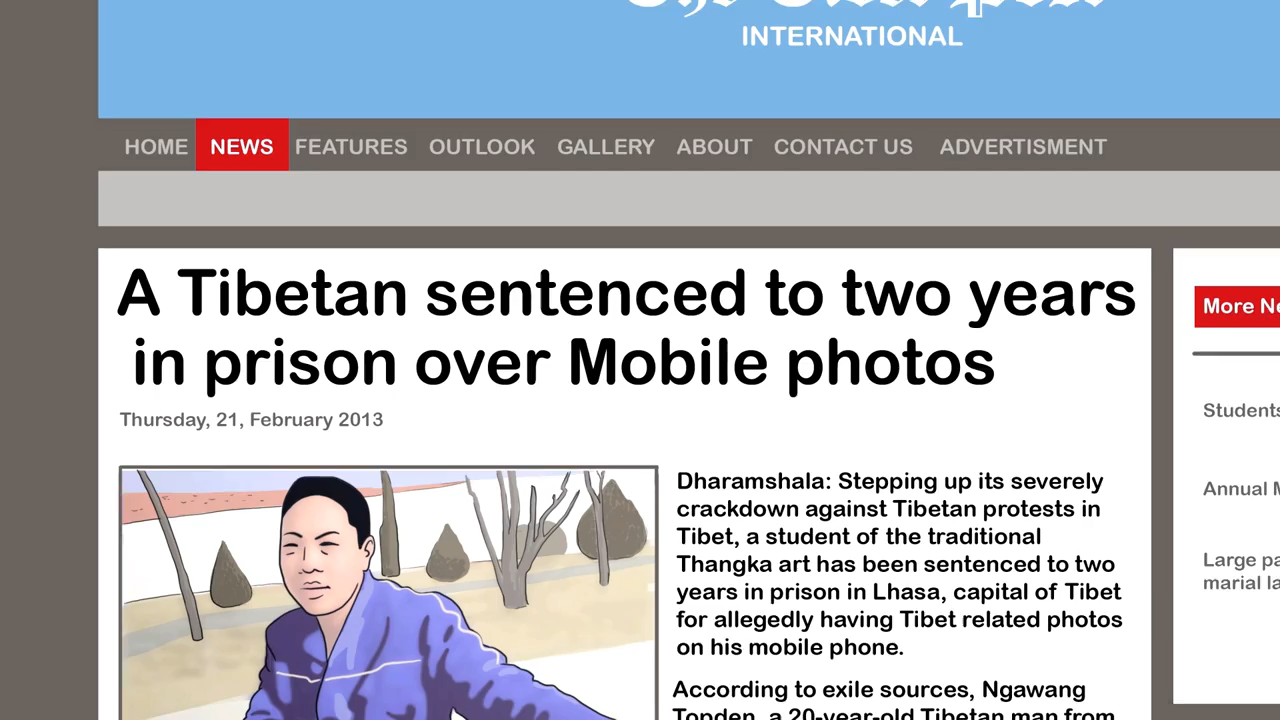 INTERNATIONAL
HOME NEWS FEATURES OUTLOOK GALLERY ABOUT CONTACT US ADVERTISMENT
A Tibetan sentenced to two years
in prison over Mobile photos
Thursday, 21, February 2013
Dharamshala: Stepping up its severely
crackdown against Tibetan protests in
Tibet, a student of the traditional
Thangka art has been sentenced to two
years in prison in Lhasa, capital of Tibet
for allegedly having Tibet related photos
on his mobile phone.
According to exile sources, Ngawang
Topden, a 20-year-old Tibetan man from
More
Students
Annual
Large
marial